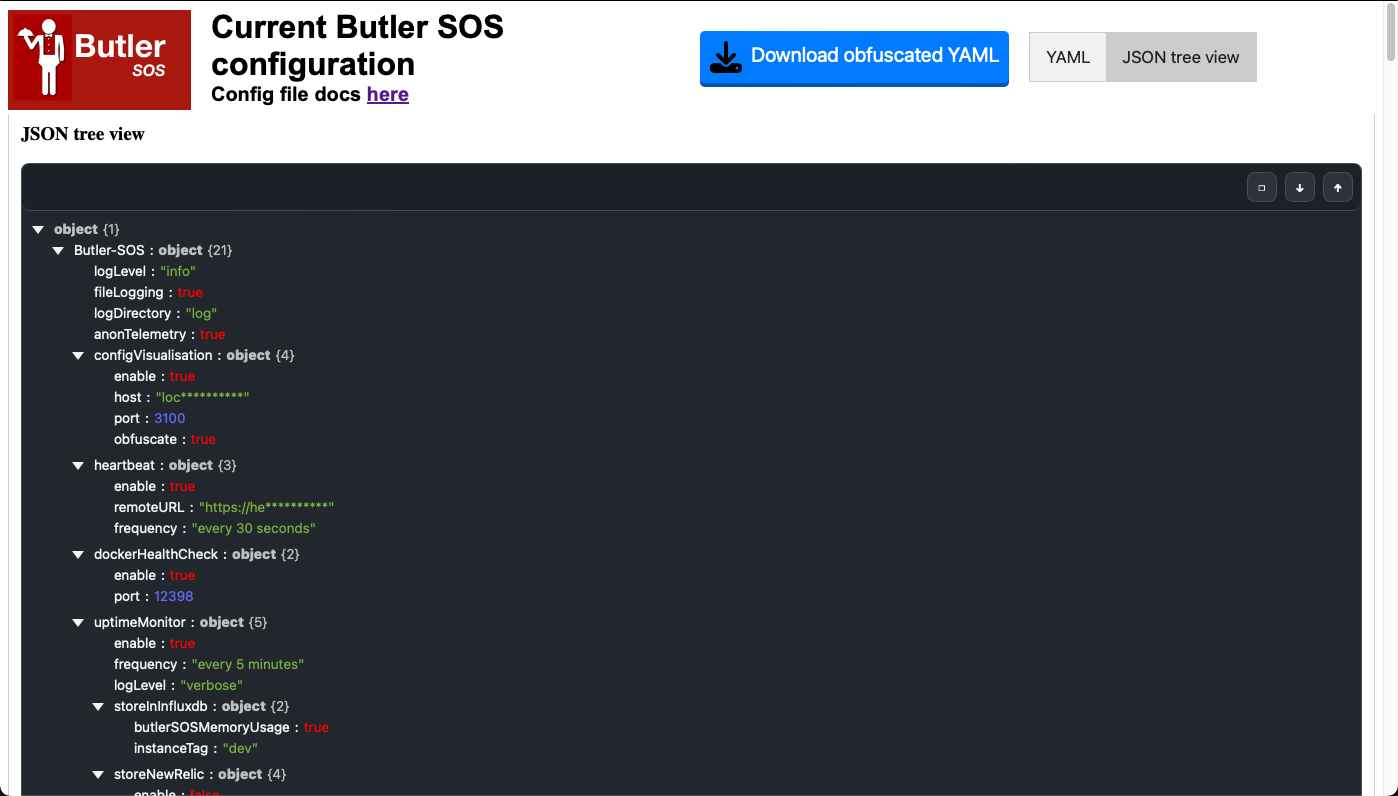 Butler
SOS
Current Butler SOS
configuration
Config file docs here
Download obfuscated YAML
YAML
JSON tree view
JSON tree view
object {1}
Butler-SOS : object {21}
logLevel : "info"
fileLogging : true
logDirectory : "log"
anonTelemetry : true
configVisualisation : object {4}
enable : true
host : "loc**********"
port : 3100
obfuscate : true
heartbeat : object {3}
enable : true
remoteURL : "https://he**********"
frequency : "every 30 seconds"
dockerHealthCheck : object {2}
enable : true
port : 12398
uptimeMonitor : object {5}
enable : true
frequency : "every 5 minutes"
logLevel : "verbose"
storeInInfluxdb : object {2}
butlerSOSMemoryUsage : true
instanceTag : "dev"
storeNewRelic : object {4}
enable : false